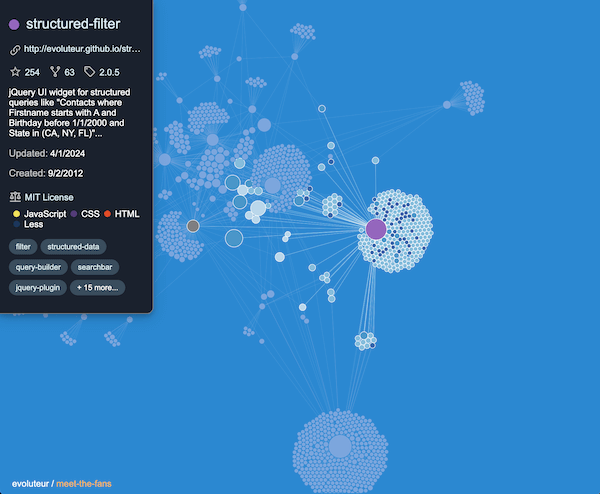 structured-filter
http://evoluteur.github.io/str...
254 63 2.0.5
jQuery UI widget for structured
queries like "Contacts where
Firstname starts with A and
Birthday before 1/1/2000 and
State in (CA, NY, FL)"...
Updated: 4/1/2024
Created: 9/2/2012
MIT License
JavaScript CSS HTML
Less
filter structured-data
query-builder searchbar
jquery-plugin + 15 more...
evoluteur / meet-the-fans